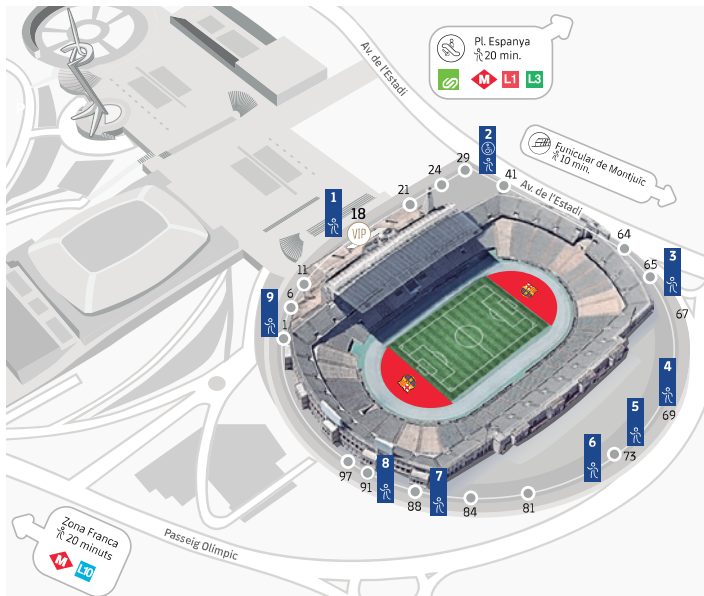 Pl. Espanya
20 min.
M L1 L3
Av. de l'Estadi
Funicular de Montjuïc
10 min.
2
29
24
41
Av. de l'Estadi
21
1
18
VIP
64
3
65
67
11
6
9
1
4
69
5
73
6
97
91
8
88
7
84
81
Zona Franca
20 minuts
M L10
Passeig Olímpic